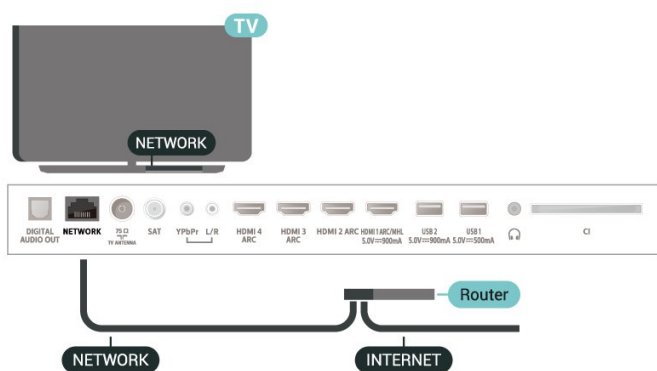 TV
NETWORK
DIGITAL
AUDIO OUT
NETWORK
75 Ω
TV ANTENNA
SAT
YPbPr L/R
HDMI 4
ARC
HDMI 3
ARC
HDMI 2 ARC
HDMI 1 ARC/MHL
5.0V⎓900mA
USB 2
5.0V⎓900mA
USB 1
5.0V⎓500mA
CI
Router
NETWORK
INTERNET